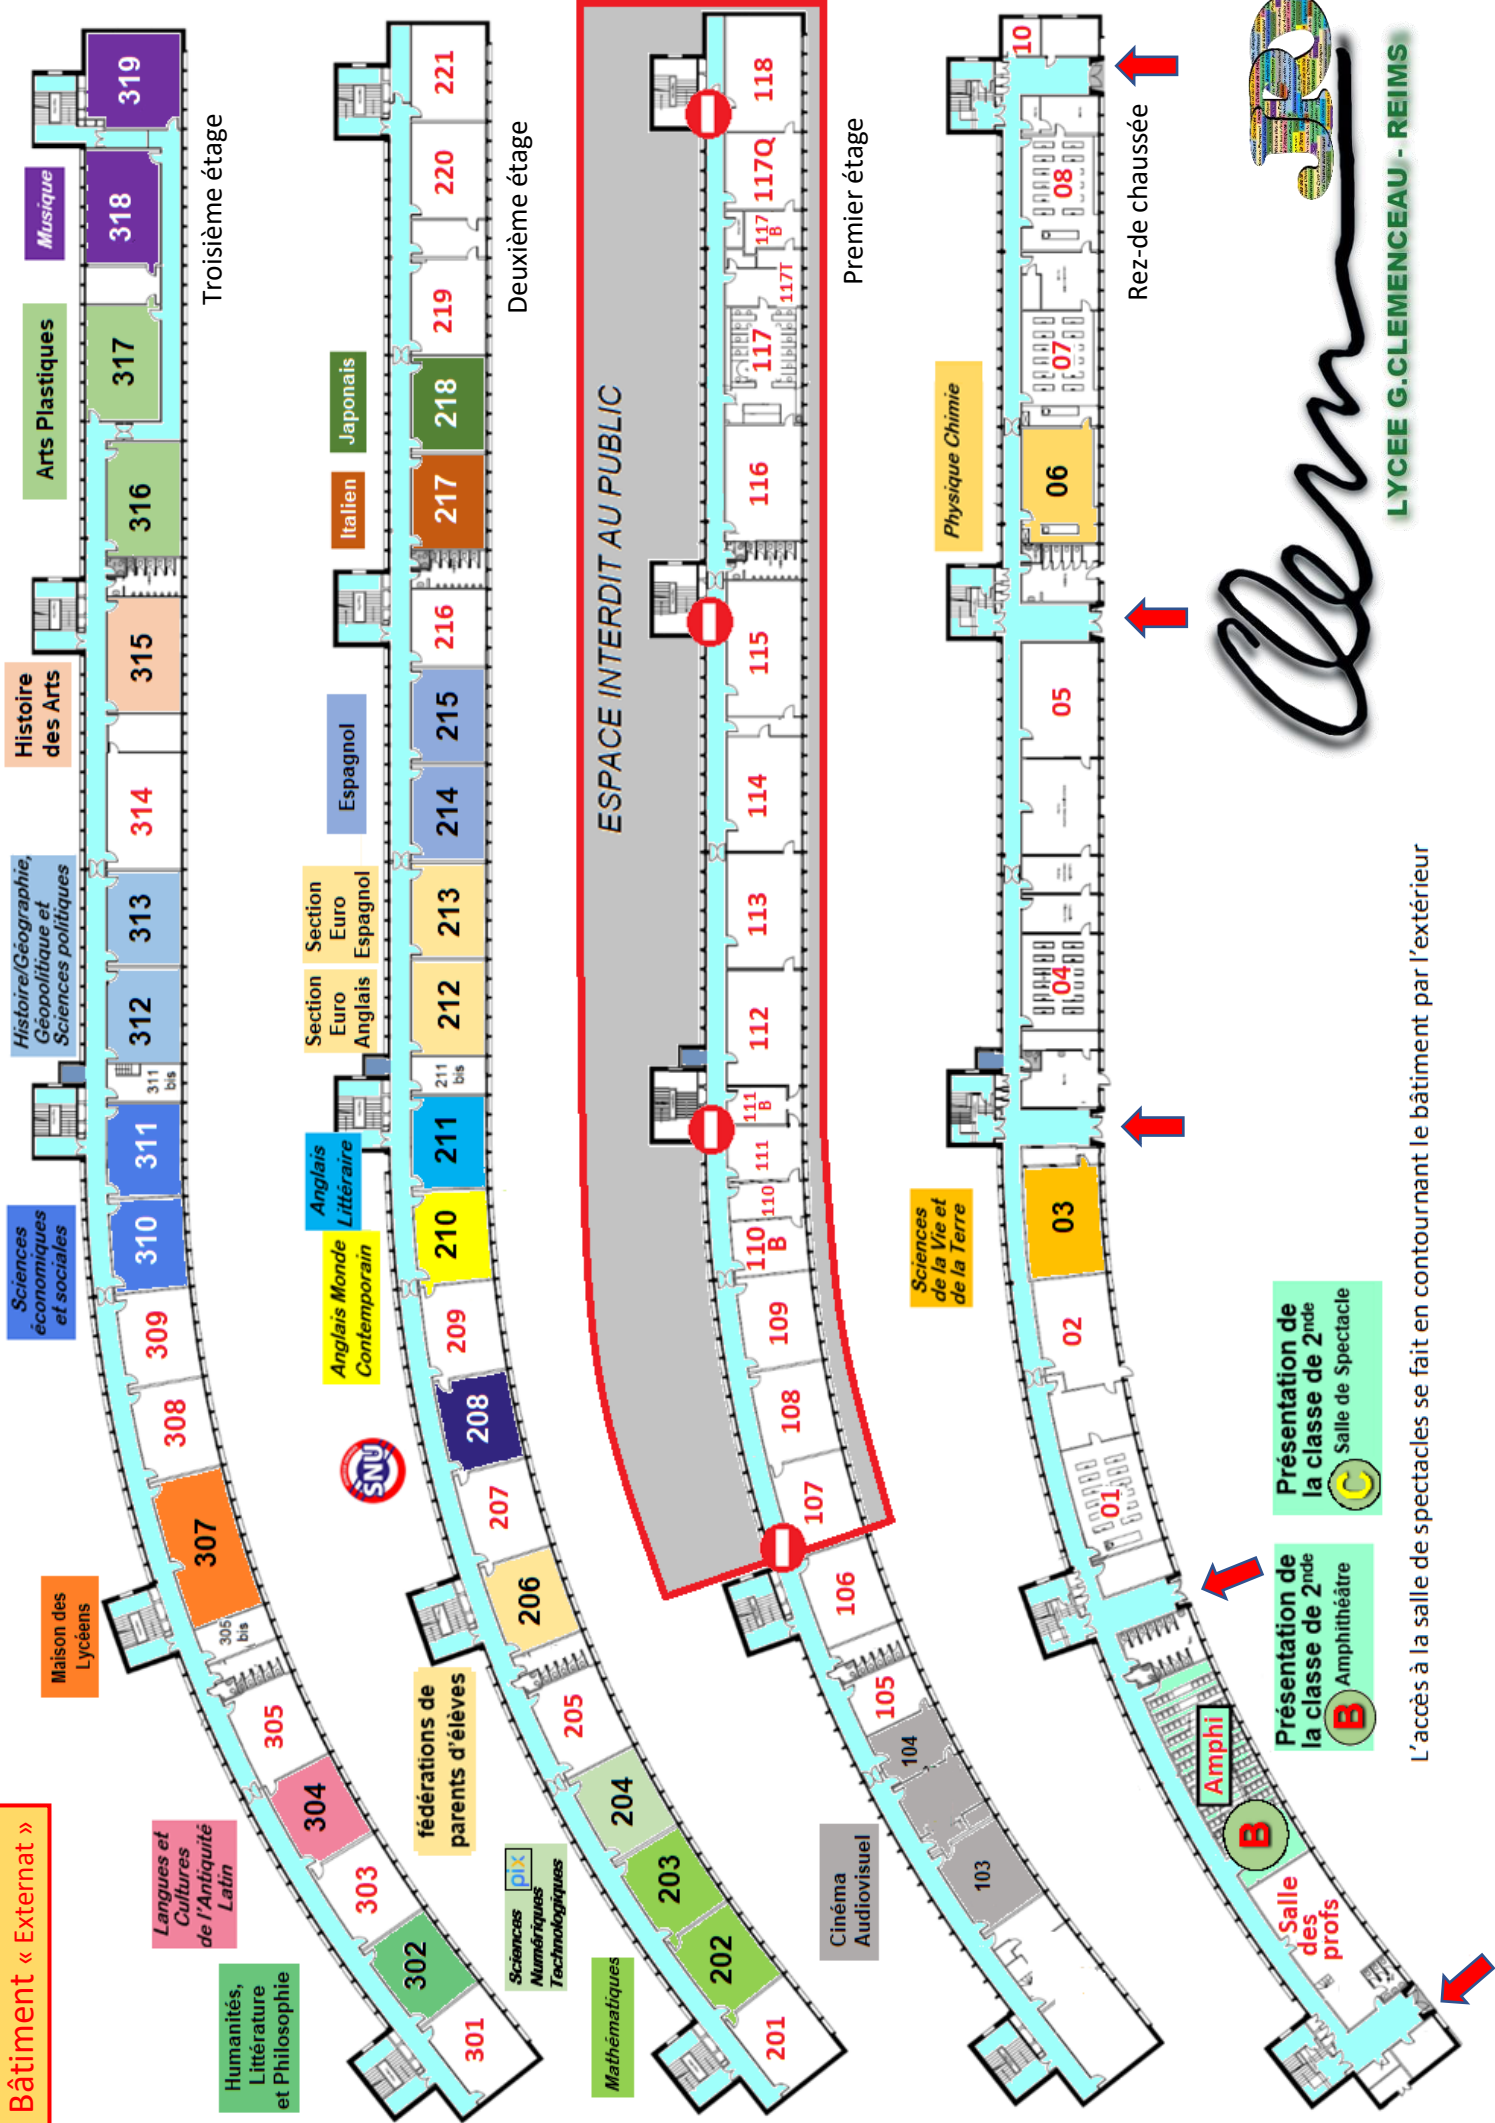 Bâtiment « Externat »
Humanités,
Littérature
et Philosophie
Langues et
Cultures
de l'Antiquité
Latin
Maison des
Lycéens
Sciences
économiques
et sociales
Histoire/Géographie,
Géopolitique et
Sciences politiques
Histoire
des Arts
Arts Plastiques
Musique
301
302
303
304
305
305
bis
307
308
309
310
311
311
bis
312
313
314
315
316
317
318
319
Troisième étage
Mathématiques
Sciences
pix
Numériques
Technologiques
fédérations de
parents d'élèves
SNU
Anglais Monde
Contemporain
Anglais
Littéraire
Section
Euro
Anglais
Section
Euro
Espagnol
Espagnol
Italien
Japonais
201
202
203
204
205
206
207
208
209
210
211
211
bis
212
213
214
215
216
217
218
219
220
221
Deuxième étage
Cinéma
Audiovisuel
ESPACE INTERDIT AU PUBLIC
103
104
105
106
107
108
109
110
B
110
111
111
B
112
113
114
115
116
117
117T
117
B
117Q
118
Premier étage
Sciences
de la Vie et
de la Terre
Physique Chimie
Salle
des
profs
B
Amphi
01
02
03
04
05
06
07
08
10
Rez-de chaussée
Présentation de
la classe de 2nde
B Amphithéâtre
Présentation de
la classe de 2nde
C Salle de Spectacle
L'accès à la salle de spectacles se fait en contournant le bâtiment par l'extérieur
Clem
JPO
LYCEE G.CLEMENCEAU - REIMS